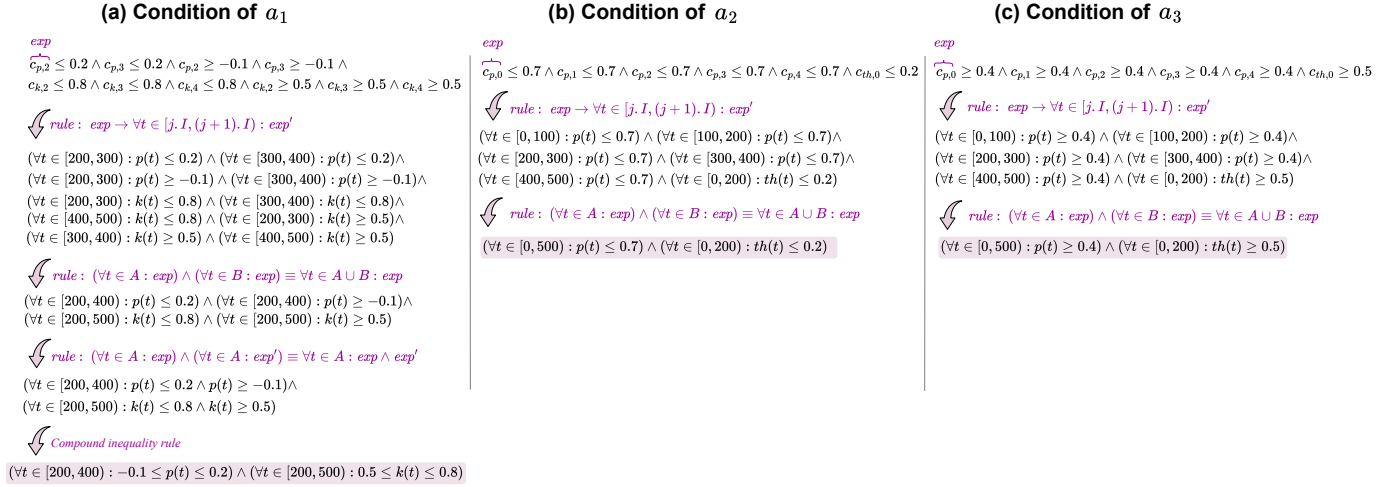 (a) Condition of a₁
exp
c_{p,2} ≤ 0.2 ∧ c_{p,3} ≤ 0.2 ∧ c_{p,2} ≥ −0.1 ∧ c_{p,3} ≥ −0.1 ∧
c_{k,2} ≤ 0.8 ∧ c_{k,3} ≤ 0.8 ∧ c_{k,4} ≤ 0.8 ∧ c_{k,2} ≥ 0.5 ∧ c_{k,3} ≥ 0.5 ∧ c_{k,4} ≥ 0.5
rule : exp → ∀t ∈ [j.I, (j + 1).I) : exp′
(∀t ∈ [200, 300) : p(t) ≤ 0.2) ∧ (∀t ∈ [300, 400) : p(t) ≤ 0.2)∧
(∀t ∈ [200, 300) : p(t) ≥ −0.1) ∧ (∀t ∈ [300, 400) : p(t) ≥ −0.1)∧
(∀t ∈ [200, 300) : k(t) ≤ 0.8) ∧ (∀t ∈ [300, 400) : k(t) ≤ 0.8)∧
(∀t ∈ [400, 500) : k(t) ≤ 0.8) ∧ (∀t ∈ [200, 300) : k(t) ≥ 0.5)∧
(∀t ∈ [300, 400) : k(t) ≥ 0.5) ∧ (∀t ∈ [400, 500) : k(t) ≥ 0.5)
rule : (∀t ∈ A : exp) ∧ (∀t ∈ B : exp) ≡ ∀t ∈ A ∪ B : exp
(∀t ∈ [200, 400) : p(t) ≤ 0.2) ∧ (∀t ∈ [200, 400) : p(t) ≥ −0.1)∧
(∀t ∈ [200, 500) : k(t) ≤ 0.8) ∧ (∀t ∈ [200, 500) : k(t) ≥ 0.5)
rule : (∀t ∈ A : exp) ∧ (∀t ∈ A : exp′) ≡ ∀t ∈ A : exp ∧ exp′
(∀t ∈ [200, 400) : p(t) ≤ 0.2 ∧ p(t) ≥ −0.1)∧
(∀t ∈ [200, 500) : k(t) ≤ 0.8 ∧ k(t) ≥ 0.5)
Compound inequality rule
(∀t ∈ [200, 400) : −0.1 ≤ p(t) ≤ 0.2) ∧ (∀t ∈ [200, 500) : 0.5 ≤ k(t) ≤ 0.8)
(b) Condition of a₂
exp
c_{p,0} ≤ 0.7 ∧ c_{p,1} ≤ 0.7 ∧ c_{p,2} ≤ 0.7 ∧ c_{p,3} ≤ 0.7 ∧ c_{p,4} ≤ 0.7 ∧ c_{th,0} ≤ 0.2
rule : exp → ∀t ∈ [j.I, (j + 1).I) : exp′
(∀t ∈ [0, 100) : p(t) ≤ 0.7) ∧ (∀t ∈ [100, 200) : p(t) ≤ 0.7)∧
(∀t ∈ [200, 300) : p(t) ≤ 0.7) ∧ (∀t ∈ [300, 400) : p(t) ≤ 0.7)∧
(∀t ∈ [400, 500) : p(t) ≤ 0.7) ∧ (∀t ∈ [0, 200) : th(t) ≤ 0.2)
rule : (∀t ∈ A : exp) ∧ (∀t ∈ B : exp) ≡ ∀t ∈ A ∪ B : exp
(∀t ∈ [0, 500) : p(t) ≤ 0.7) ∧ (∀t ∈ [0, 200) : th(t) ≤ 0.2)
(c) Condition of a₃
exp
c_{p,0} ≥ 0.4 ∧ c_{p,1} ≥ 0.4 ∧ c_{p,2} ≥ 0.4 ∧ c_{p,3} ≥ 0.4 ∧ c_{p,4} ≥ 0.4 ∧ c_{th,0} ≥ 0.5
rule : exp → ∀t ∈ [j.I, (j + 1).I) : exp′
(∀t ∈ [0, 100) : p(t) ≥ 0.4) ∧ (∀t ∈ [100, 200) : p(t) ≥ 0.4)∧
(∀t ∈ [200, 300) : p(t) ≥ 0.4) ∧ (∀t ∈ [300, 400) : p(t) ≥ 0.4)∧
(∀t ∈ [400, 500) : p(t) ≥ 0.4) ∧ (∀t ∈ [0, 200) : th(t) ≥ 0.5)
rule : (∀t ∈ A : exp) ∧ (∀t ∈ B : exp) ≡ ∀t ∈ A ∪ B : exp
(∀t ∈ [0, 500) : p(t) ≥ 0.4) ∧ (∀t ∈ [0, 200) : th(t) ≥ 0.5)